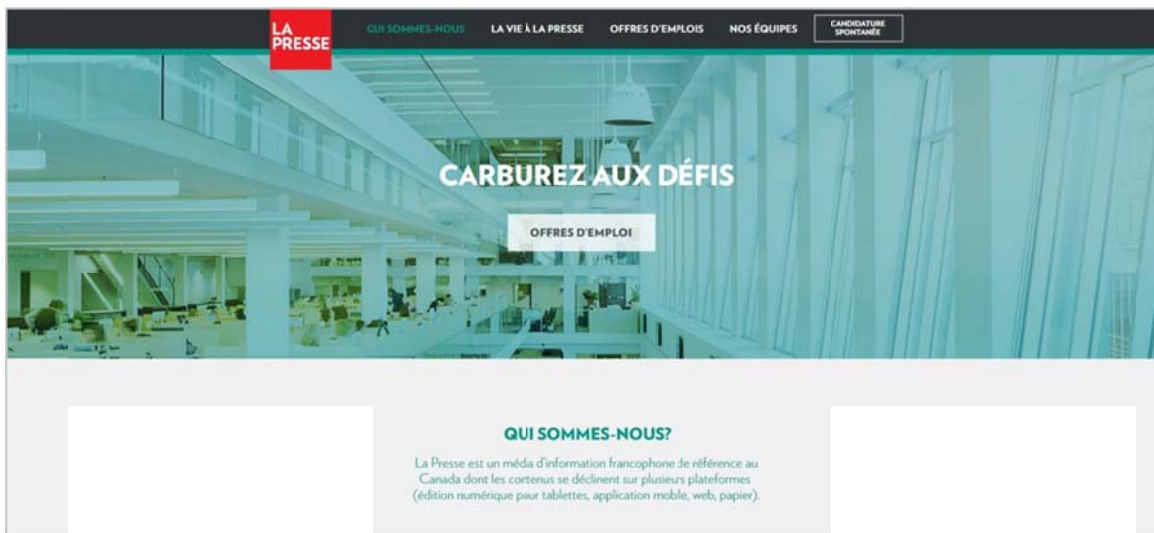 LA
PRESSE
QUI SOMMES-NOUS
LA VIE À LA PRESSE
OFFRES D'EMPLOIS
NOS ÉQUIPES
CANDIDATURE
SPONTANÉE
CARBUREZ AUX DÉFIS
OFFRES D'EMPLOI
QUI SOMMES-NOUS?
La Presse est un méda d'information francophone de référence au
Canada dont les contenus se déclinent sur plusieurs plateformes
(édition numérique pour tablettes, application moble, web, papier).